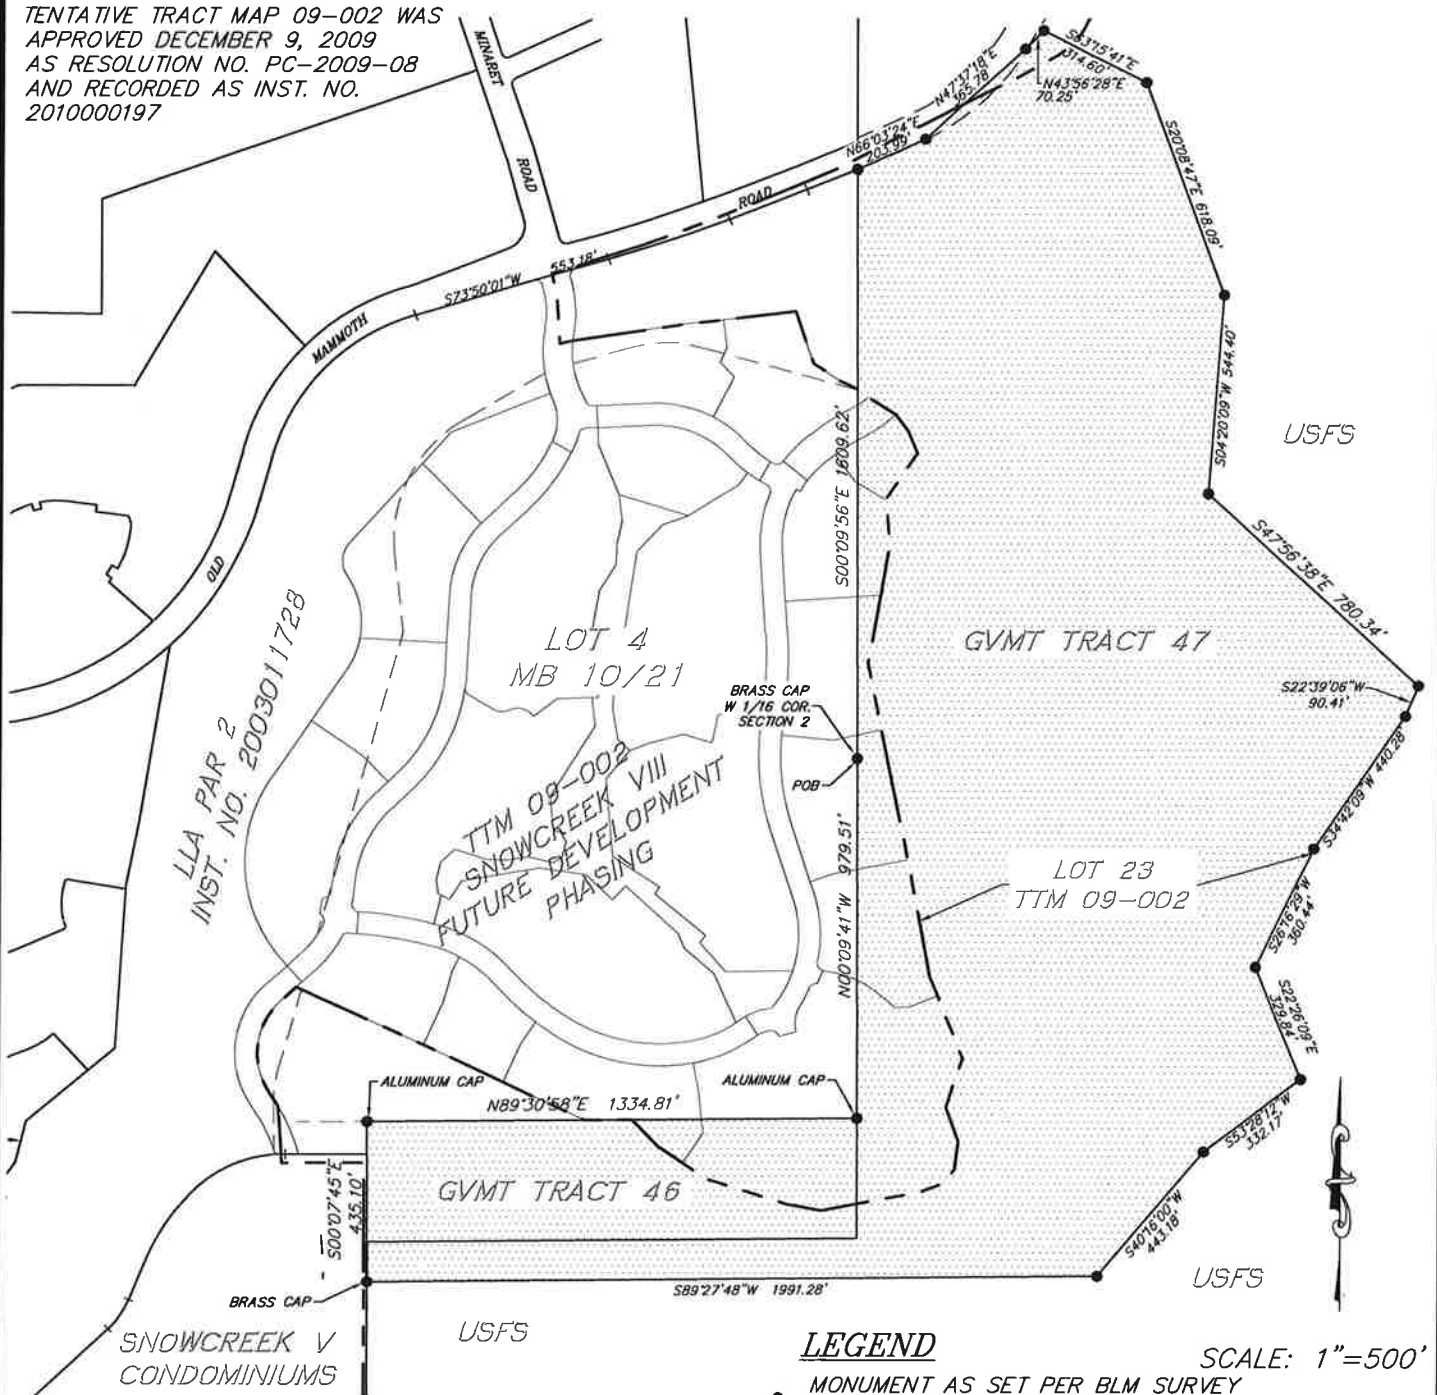 TENTATIVE TRACT MAP 09-002 WAS
APPROVED DECEMBER 9, 2009
AS RESOLUTION NO. PC-2009-08
AND RECORDED AS INST. NO.
2010000197
MINARET
ROAD
N47°37'18"E
365.78
S63°15'41"E
314.60'
N43°56'28"E
70.25'
N66°03'24"E
203.99'
ROAD
S20°08'47"E 618.09'
S73°50'01"W 553.18'
MAMMOTH
OLD
S04°20'09"W 544.40'
USFS
S00°09'56"E 1609.62'
S47°56'38"E 780.34'
LOT 4
MB 10/21
GVMT TRACT 47
LLA PAR 2
INST. NO. 2003011728
BRASS CAP
W 1/16 COR.
SECTION 2
POB
S22°39'06"W
90.41'
TTM 09-002
SNOWCREEK VIII
FUTURE DEVELOPMENT
PHASING
S34°42'09"W 440.28'
N00°09'41"W 979.51'
LOT 23
TTM 09-002
S26°16'29"W
360.44'
S22°26'09"E
329.84'
ALUMINUM CAP
ALUMINUM CAP
N89°30'58"E 1334.81'
S53°28'12"W
332.17'
S00°07'45"E
435.10'
GVMT TRACT 46
S40°16'00"W
443.18'
BRASS CAP
S89°27'48"W 1991.28'
USFS
SNOWCREEK V
CONDOMINIUMS
USFS
LEGEND
SCALE: 1"=500'
MONUMENT AS SET PER BLM SURVEY